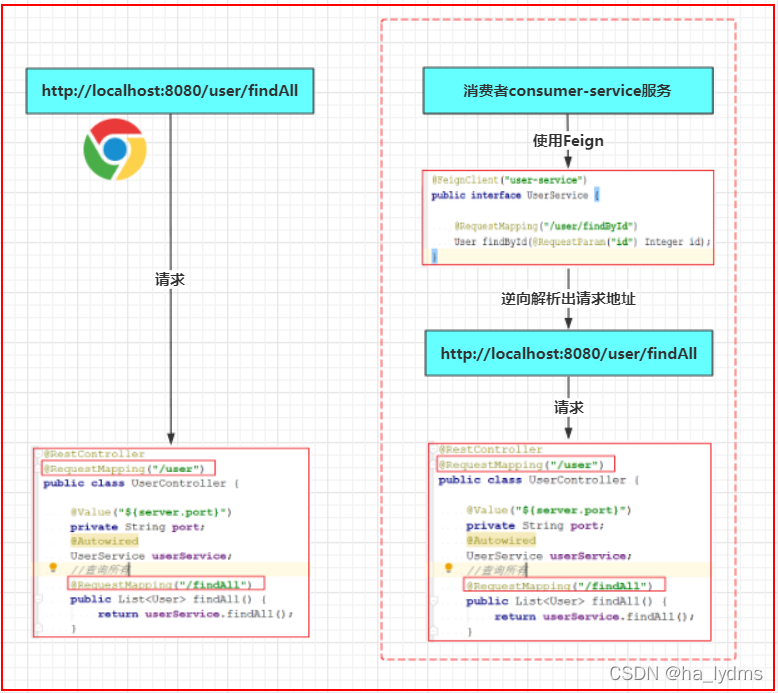 http://localhost:8080/user/findAll
请求
@RestController
@RequestMapping("/user")
public class UserController {
@Value("${server.port}")
private String port;
@Autowired
UserService userService;
//查询所有
@RequestMapping("/findAll")
public List<User> findAll() {
return userService.findAll();
}
消费者consumer-service服务
使用Feign
@FeignClient("user-service")
public interface UserService {
@RequestMapping("/user/findById")
User findById(@RequestParam("id") Integer id);
}
逆向解析出请求地址
http://localhost:8080/user/findAll
请求
@RestController
@RequestMapping("/user")
public class UserController {
@Value("${server.port}")
private String port;
@Autowired
UserService userService;
//查询所有
@RequestMapping("/findAll")
public List<User> findAll() {
return userService.findAll();
}
CSDN @ha_lydms